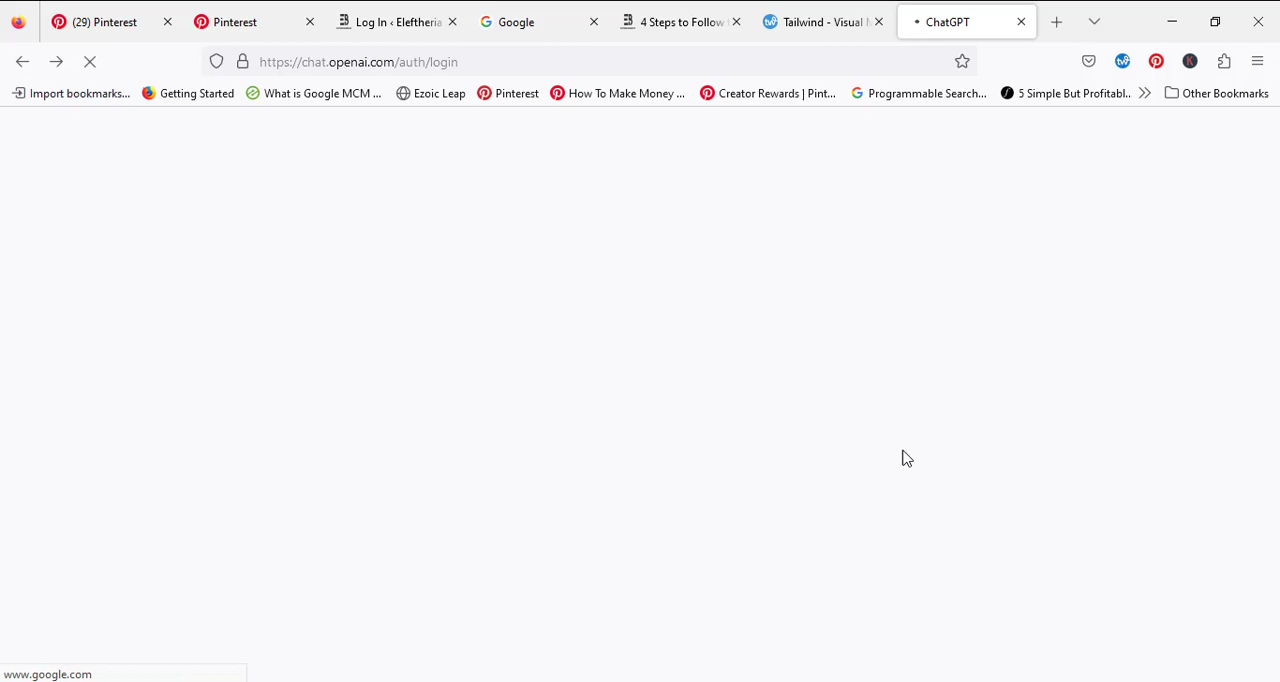 (29) Pinterest
Pinterest
Log In ‹ Eleftheria
Google
4 Steps to Follow
Tailwind - Visual
ChatGPT
https://chat.openai.com/auth/login
Import bookmarks...
Getting Started
What is Google MCM ...
Ezoic Leap
Pinterest
How To Make Money ...
Creator Rewards | Pint...
Programmable Search...
5 Simple But Profitabl...
Other Bookmarks
www.google.com